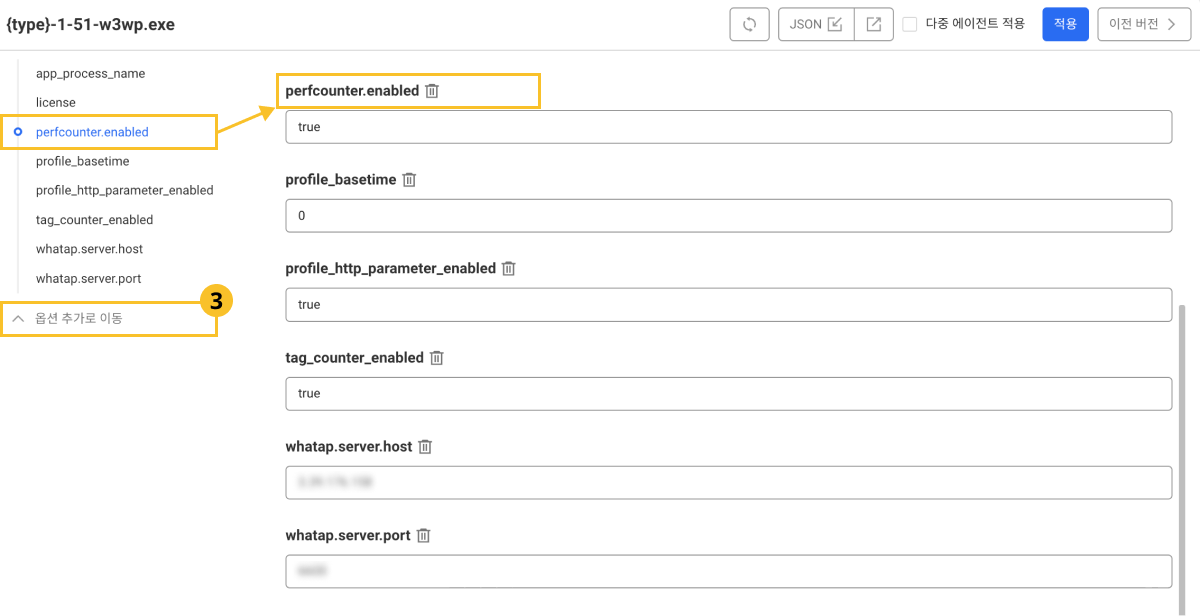 {type}-1-51-w3wp.exe
JSON
다중 에이전트 적용
적용
이전 버전
app_process_name
license
perfcounter.enabled
profile_basetime
profile_http_parameter_enabled
tag_counter_enabled
whatap.server.host
whatap.server.port
3
옵션 추가로 이동
perfcounter.enabled
true
profile_basetime
0
profile_http_parameter_enabled
true
tag_counter_enabled
true
whatap.server.host
whatap.server.port